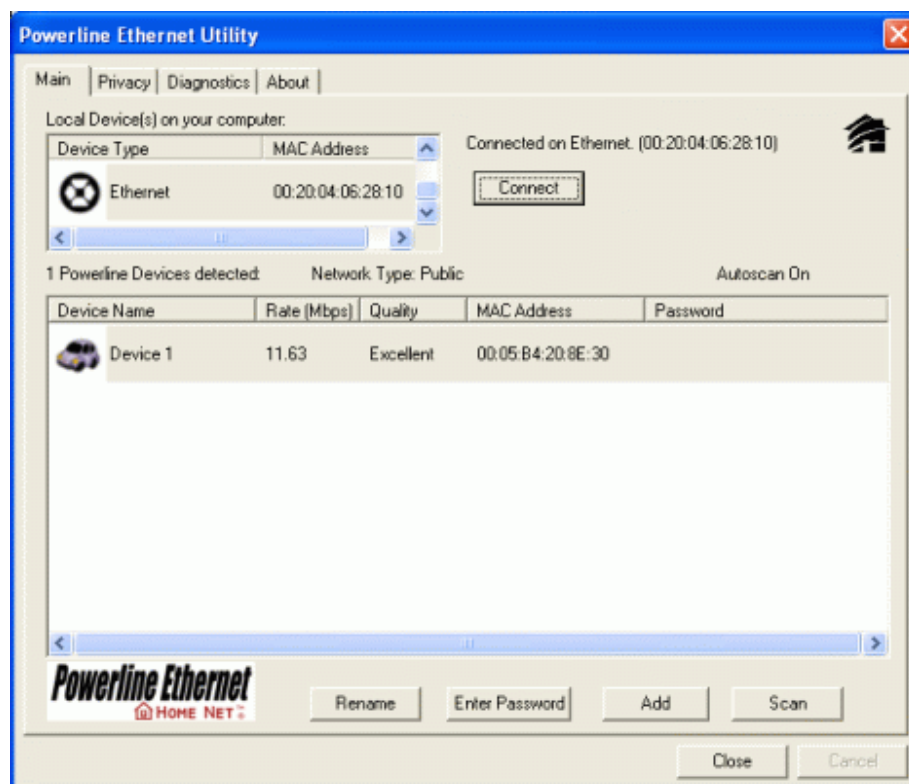 Powerline Ethernet Utility
Main Privacy Diagnostics About
Local Device(s) on your computer:
Device Type MAC Address
Ethernet 00:20:04:06:28:10
Connected on Ethernet. (00:20:04:06:28:10)
Connect
1 Powerline Devices detected: Network Type: Public Autoscan On
Device Name Rate (Mbps) Quality MAC Address Password
Device 1 11.63 Excellent 00:05:B4:20:8E:30
Powerline Ethernet
HOME NET
Rename Enter Password Add Scan
Close Cancel